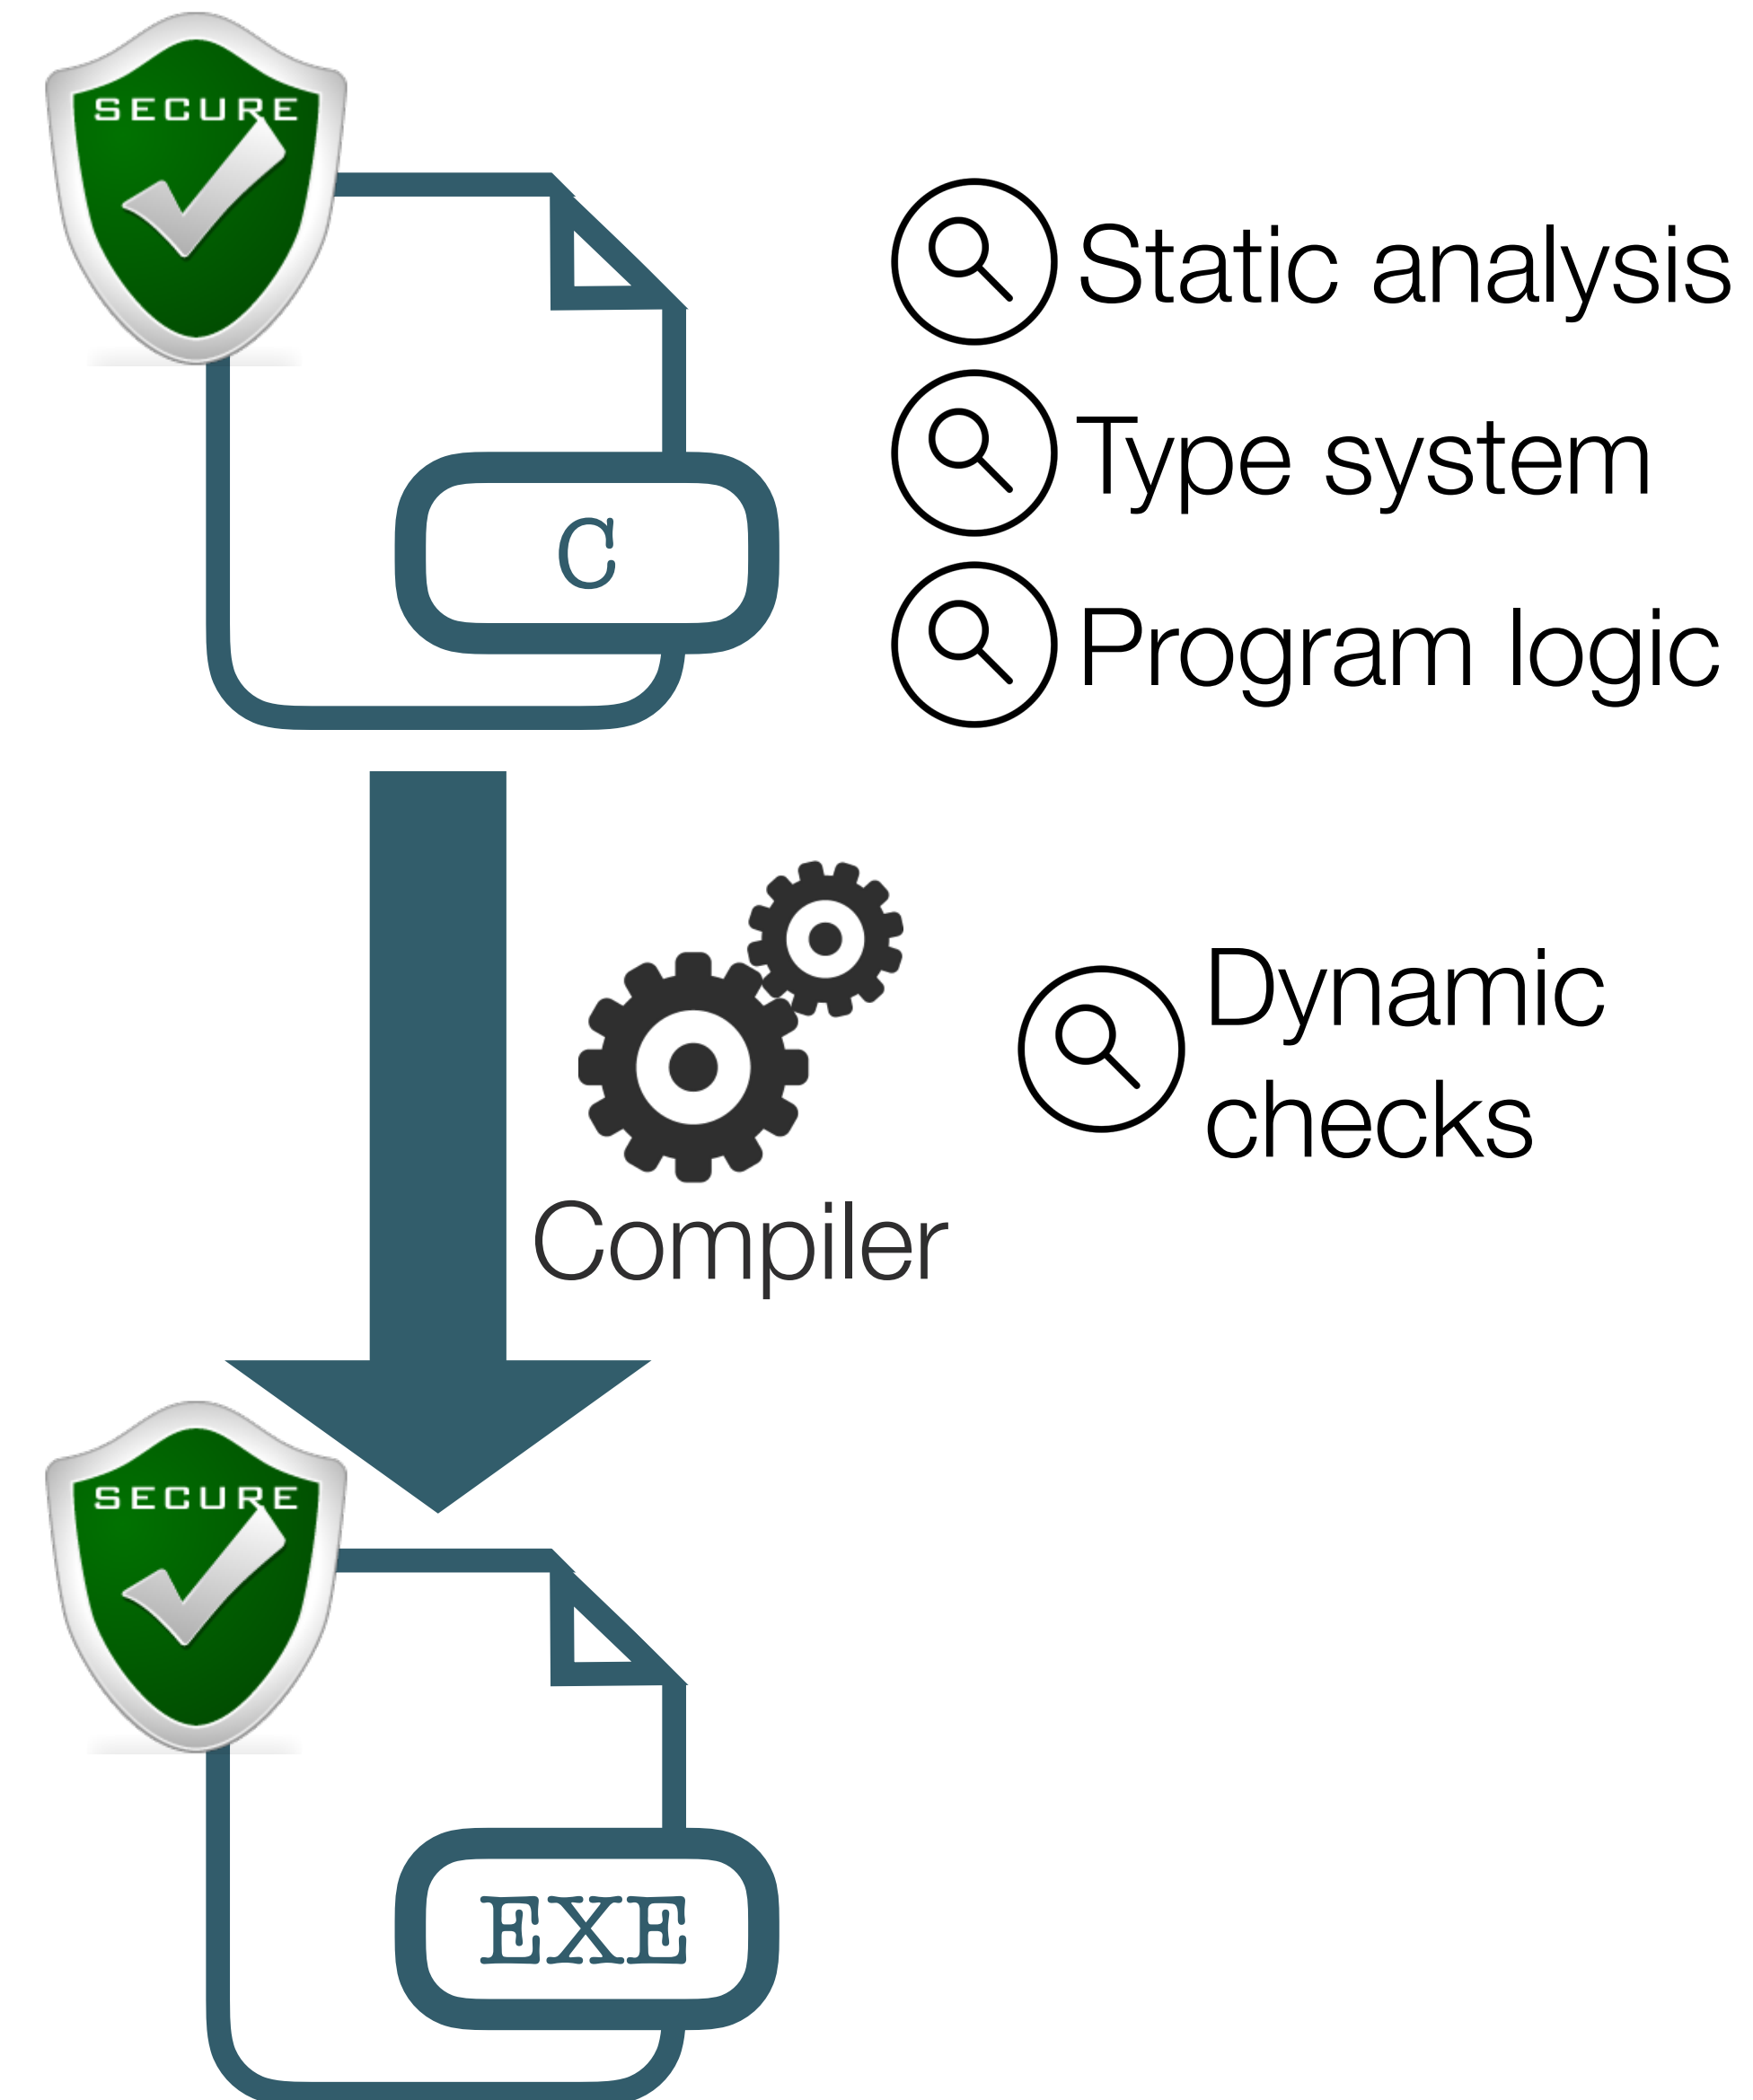 SECURE
Static analysis
Type system
C
Program logic
Dynamic
checks
Compiler
SECURE
EXE